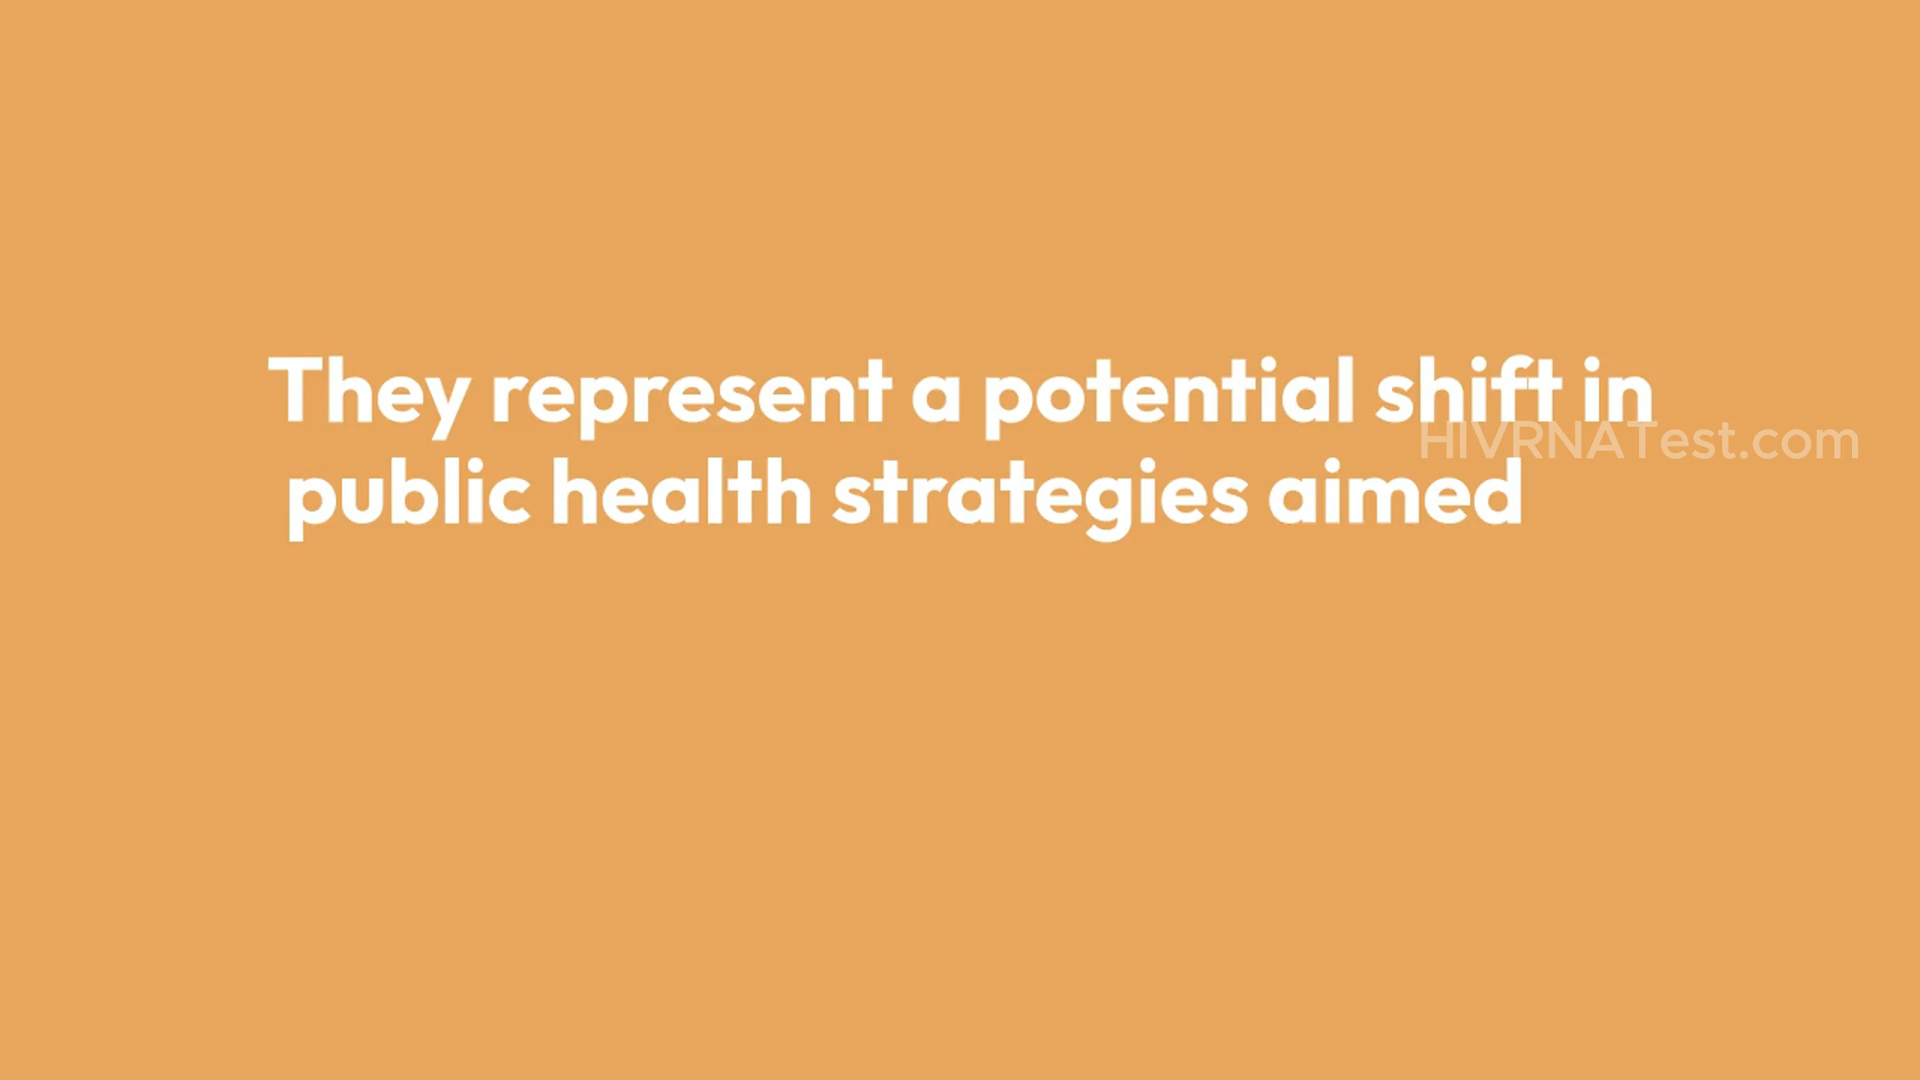 They represent a potential shift in
HIVRNATest.com
public health strategies aimed